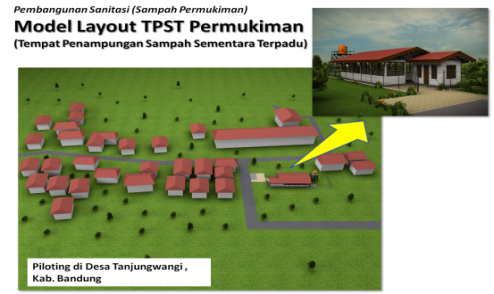 Pembangunan Sanitasi (Sampah Permukiman)
Model Layout TPST Permukiman
(Tempat Penampungan Sampah Sementara Terpadu)
Piloting di Desa Tanjungwangi ,
Kab. Bandung